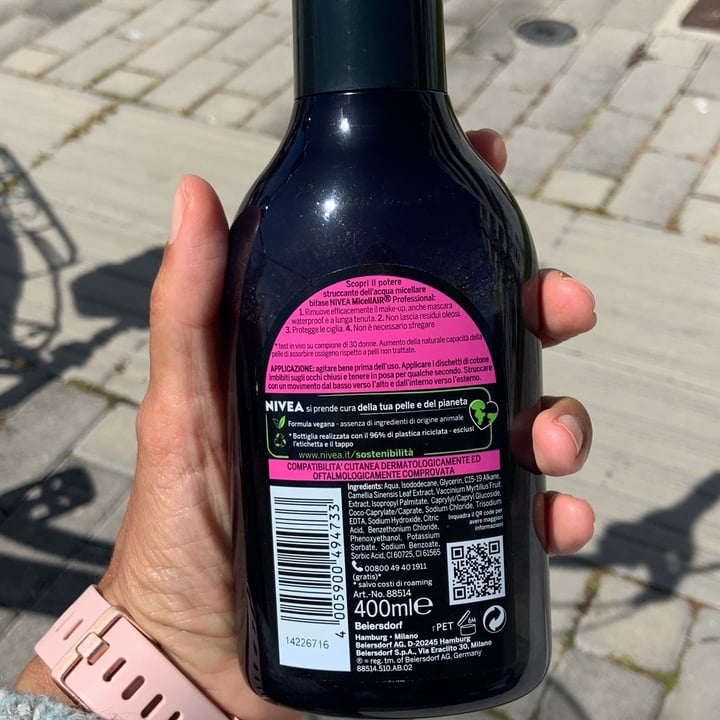 Scopri il potere
struccante dell'acqua micellare
bifase NIVEA MicellAIR® Professional:
1. Rimuove efficacemente il make-up, anche mascara
waterproof e a lunga tenuta. 2. Non lascia residui oleosi.
3. Protegge le ciglia. 4. Non è necessario sfregare
*test in vivo su campione di 30 donne. Aumento della naturale capacità della
pelle di assorbire ossigeno rispetto a pelli non trattate.
APPLICAZIONE: agitare bene prima dell'uso. Applicare i dischetti di cotone
imbibiti sugli occhi chiusi e tenere in posa per qualche secondo. Struccare
con un movimento dal basso verso l'alto e dall'interno verso l'esterno.
NIVEA si prende cura della tua pelle e del pianeta
Formula vegana - assenza di ingredienti di origine animale
*Bottiglia realizzata con il 96% di plastica riciclata - esclusi
l'etichetta e il tappo
www.nivea.it/sostenibilità
COMPATIBILITA' CUTANEA DERMATOLOGICAMENTE ED
OFTALMOLOGICAMENTE COMPROVATA
Ingredients: Aqua, Isododecane, Glycerin, C15-19 Alkane,
Camellia Sinensis Leaf Extract, Vaccinium Myrtillus Fruit
Extract, Isopropyl Palmitate, Caprylyl/Capryl Glucoside,
Coco-Caprylate/Caprate, Sodium Chloride, Trisodium
EDTA, Sodium Hydroxide, Citric
Acid, Benzethonium Chloride,
Phenoxyethanol, Potassium
Sorbate, Sodium Benzoate,
Sorbic Acid, CI 60725, CI 61565
Inquadra il QR code per
avere maggiori
informazioni
00800 49 40 1911
(gratis)*
* salvo costi di roaming
Art.-No. 88514
400ml e
Beiersdorf
rPET
6M
Hamburg • Milano
Beiersdorf AG, D-20245 Hamburg
Beiersdorf S.p.A., Via Eraclito 30, Milano
® = reg. tm. of Beiersdorf AG, Germany
88514.510.AB.02
4 005900 494733
14226716